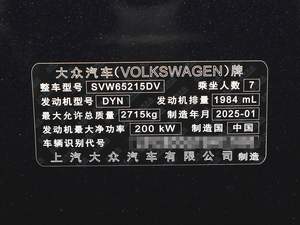 大众汽车(VOLKSWAGEN)牌
整车型号 SVW65215DV 乘坐人数 7
发动机型号 DYN 发动机排量 1984 mL
最大允许总质量 2715kg 制造年月 2025-01
发动机最大净功率 200 kW 制造国 中国
车辆识别代号
上汽大众汽车有限公司 制造